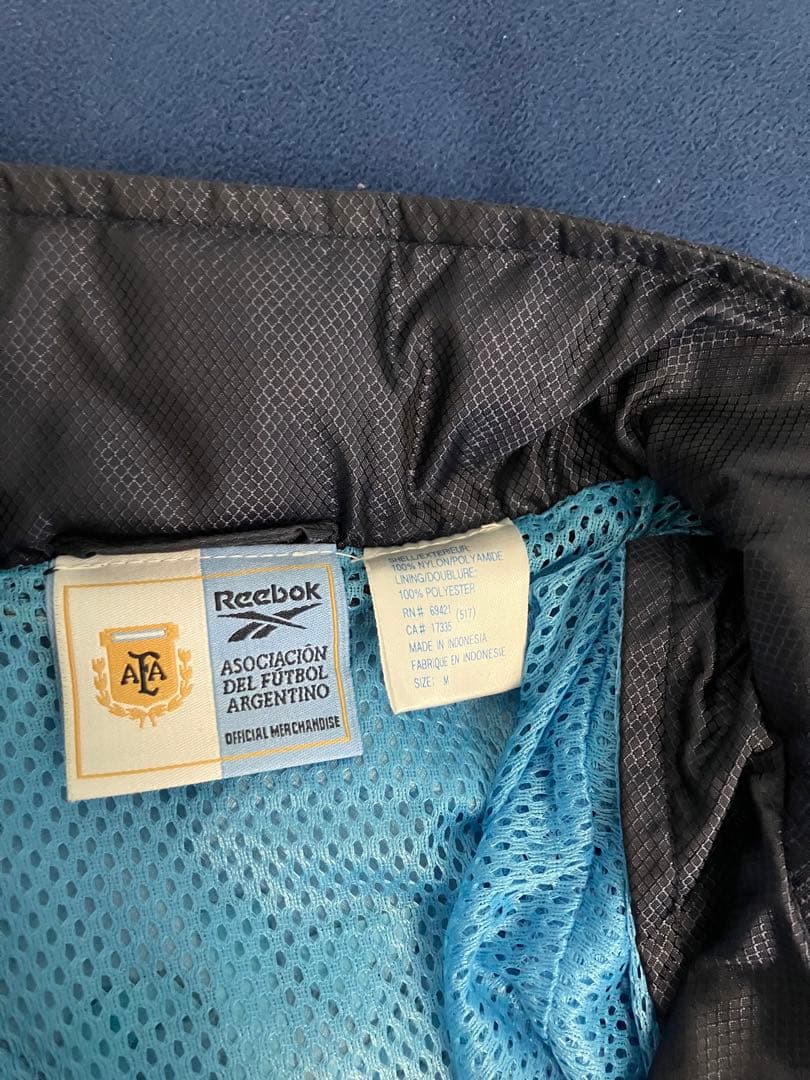 AFA
Reebok
ASOCIACIÓN
DEL FÚTBOL
ARGENTINO
OFFICIAL MERCHANDISE
SHELL/EXTERIEUR:
100% NYLON/POLYAMIDE
LINING/DOUBLURE:
100% POLYESTER
RN# 69421 (517)
CA# 17335
MADE IN INDONESIA
FABRIQUE EN INDONESIE
SIZE: M